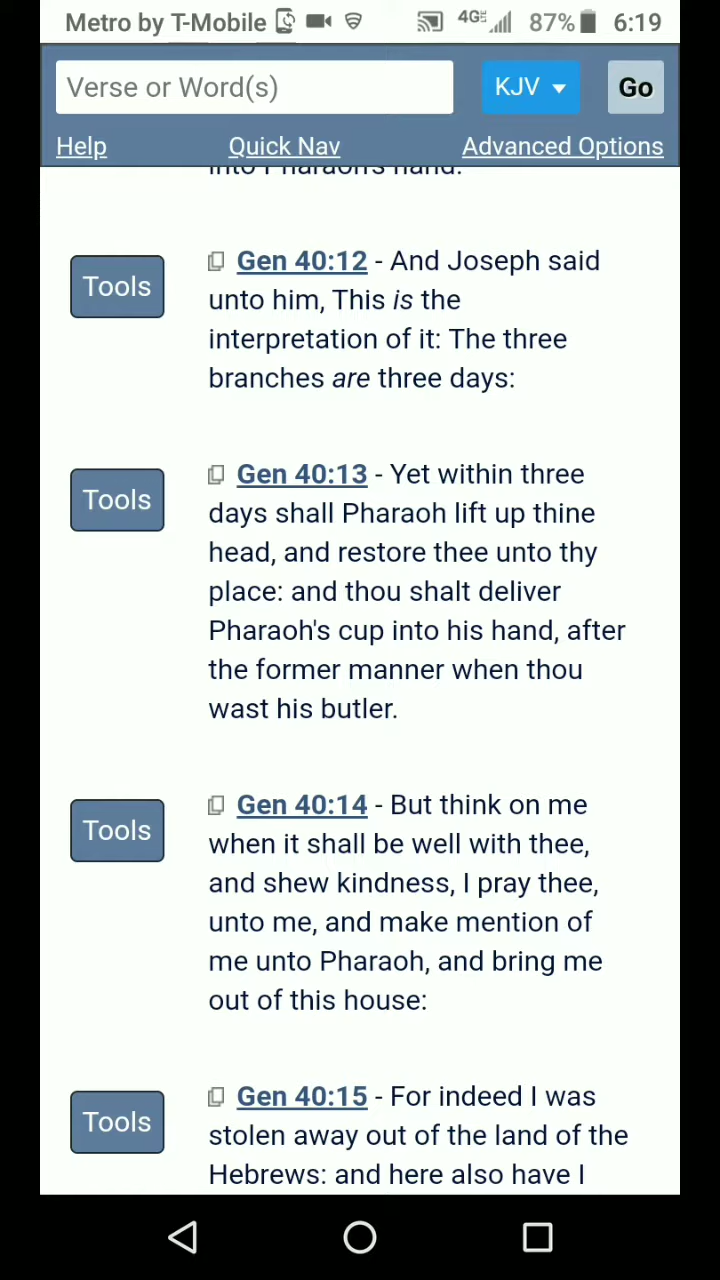 Metro by T-Mobile 4G 87% 6:19
Verse or Word(s) KJV Go
Help Quick Nav Advanced Options
into Pharaoh's hand.
Tools
Gen 40:12 - And Joseph said
unto him, This is the
interpretation of it: The three
branches are three days:
Tools
Gen 40:13 - Yet within three
days shall Pharaoh lift up thine
head, and restore thee unto thy
place: and thou shalt deliver
Pharaoh's cup into his hand, after
the former manner when thou
wast his butler.
Tools
Gen 40:14 - But think on me
when it shall be well with thee,
and shew kindness, I pray thee,
unto me, and make mention of
me unto Pharaoh, and bring me
out of this house:
Tools
Gen 40:15 - For indeed I was
stolen away out of the land of the
Hebrews: and here also have I